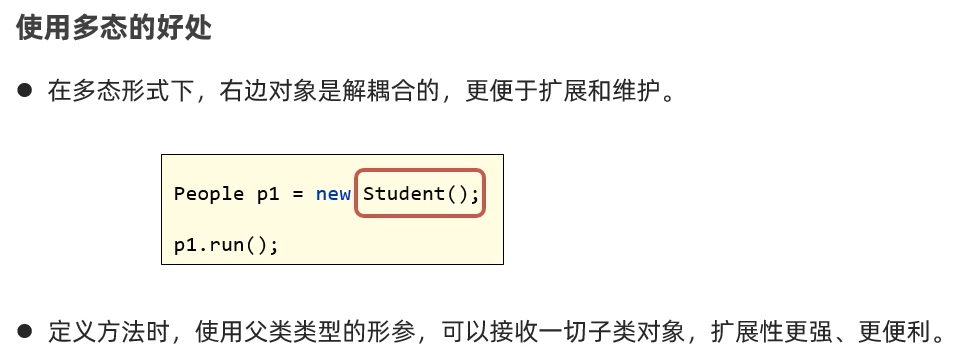 使用多态的好处
● 在多态形式下，右边对象是解耦合的，更便于扩展和维护。
People p1 = new Student();
p1.run();
● 定义方法时，使用父类类型的形参，可以接收一切子类对象，扩展性更强、更便利。